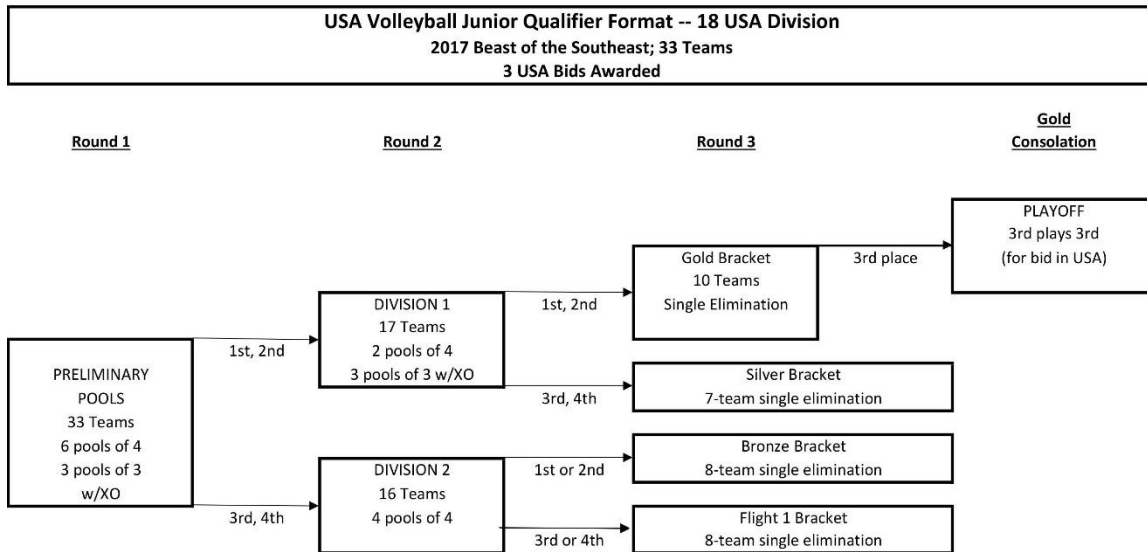 USA Volleyball Junior Qualifier Format -- 18 USA Division
2017 Beast of the Southeast; 33 Teams
3 USA Bids Awarded
Round 1
Round 2
Round 3
Gold
Consolation
PRELIMINARY
POOLS
33 Teams
6 pools of 4
3 pools of 3
w/XO
1st, 2nd
3rd, 4th
DIVISION 1
17 Teams
2 pools of 4
3 pools of 3 w/XO
1st, 2nd
3rd, 4th
DIVISION 2
16 Teams
4 pools of 4
1st or 2nd
3rd or 4th
Gold Bracket
10 Teams
Single Elimination
3rd place
Silver Bracket
7-team single elimination
Bronze Bracket
8-team single elimination
Flight 1 Bracket
8-team single elimination
PLAYOFF
3rd plays 3rd
(for bid in USA)